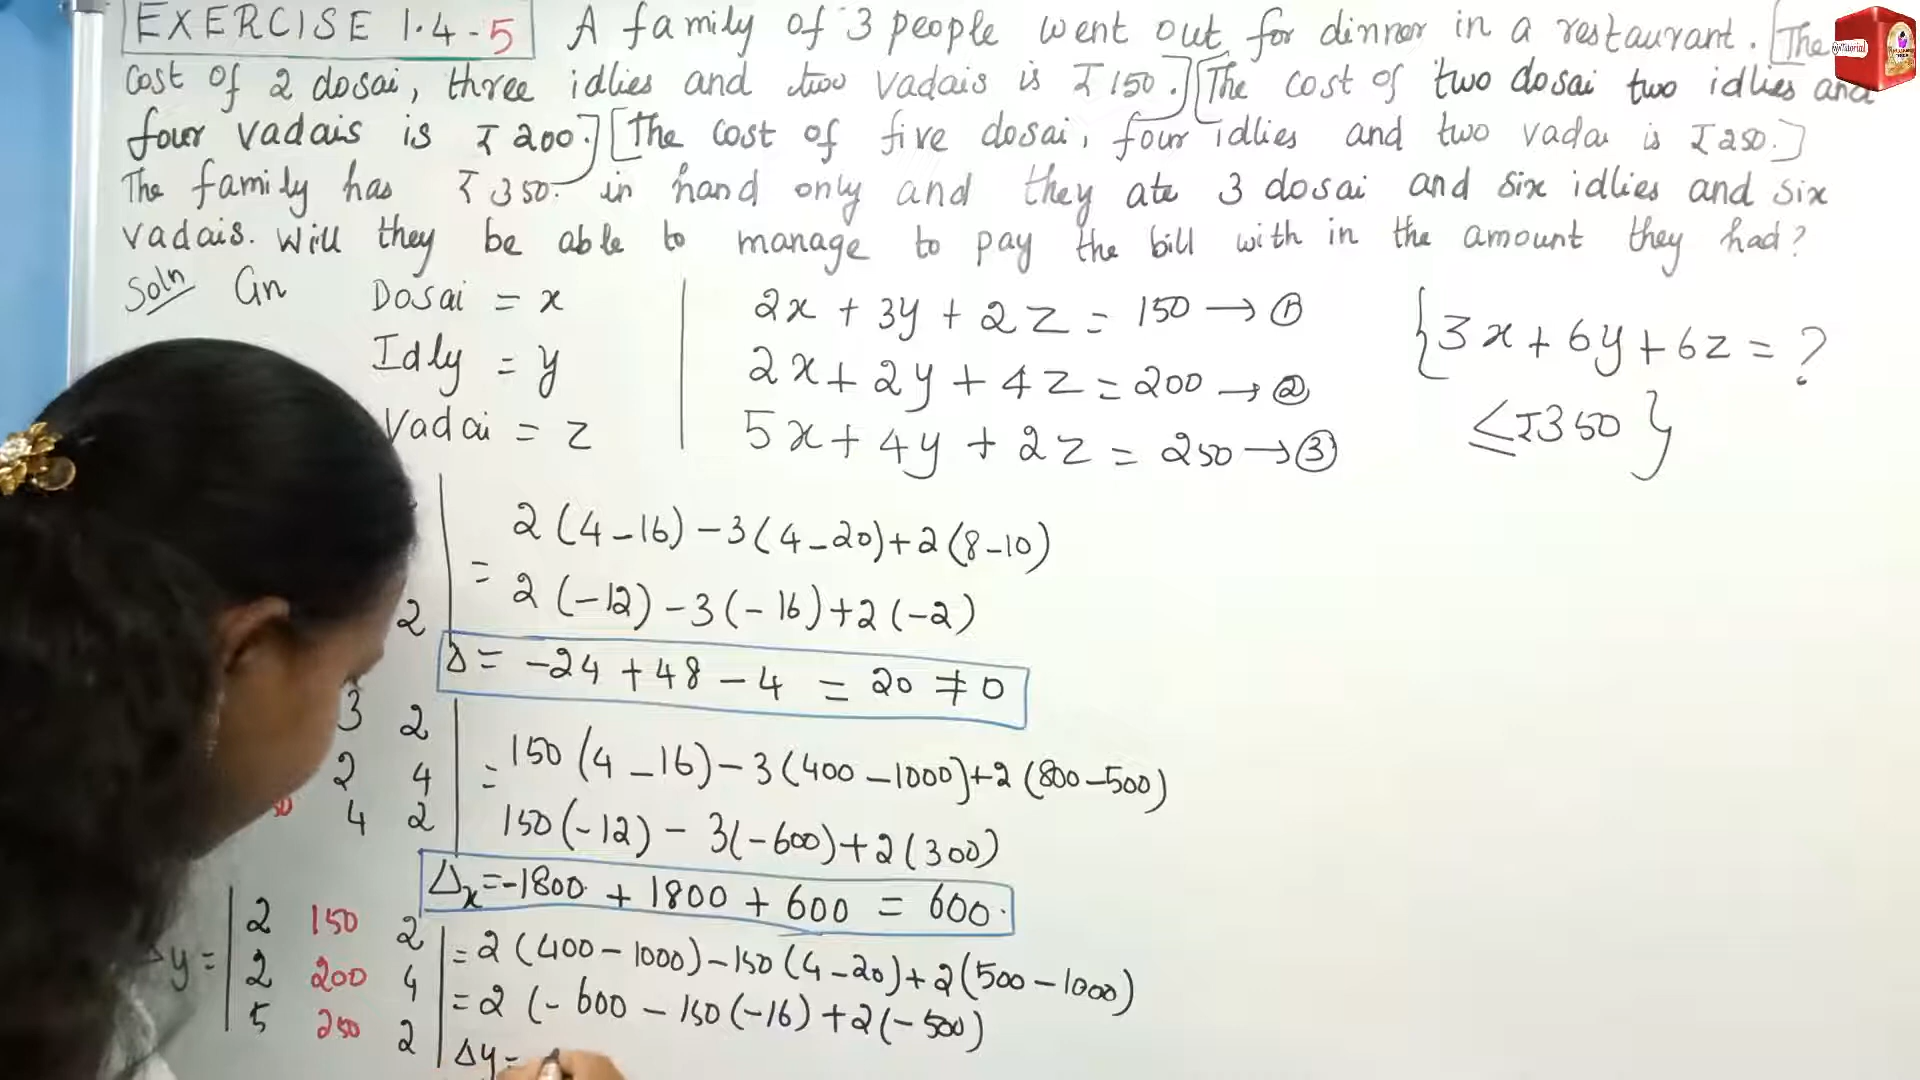 EXERCISE 1.4-5 A family of 3 people went out for dinner in a restaurant. [The
cost of 2 dosai, three idlies and two vadais is ₹150.] [The cost of two dosai two idlies and
four vadais is ₹200.] [The cost of five dosai, four idlies and two vadai is ₹250.]
The family has ₹350. in hand only and they ate 3 dosai and six idlies and six
vadais. Will they be able to manage to pay the bill with in the amount they had?
Soln Gn Dosai = x
Idly = y
Vadai = z
2x + 3y + 2z = 150 → ①
2x + 2y + 4z = 200 → ②
5x + 4y + 2z = 250 → ③
{3x + 6y + 6z = ?
≤ ₹350}
2
2 (4-16) -3(4-20)+2(8-10)
= 2 (-12) -3(-16)+2(-2)
Δ = -24 +48 -4 = 20 ≠ 0
3 2
2 4
4 2
= 150 (4-16) -3(400-1000)+2(800-500)
150(-12) - 3(-600)+2(300)
Δx = -1800 + 1800 + 600 = 600.
Δy =
2 150 2
2 200 4
5 250 2
= 2 (400-1000)-150(4-20)+2(500-1000)
= 2 (-600 -150(-16)+2(-500)
Δy =